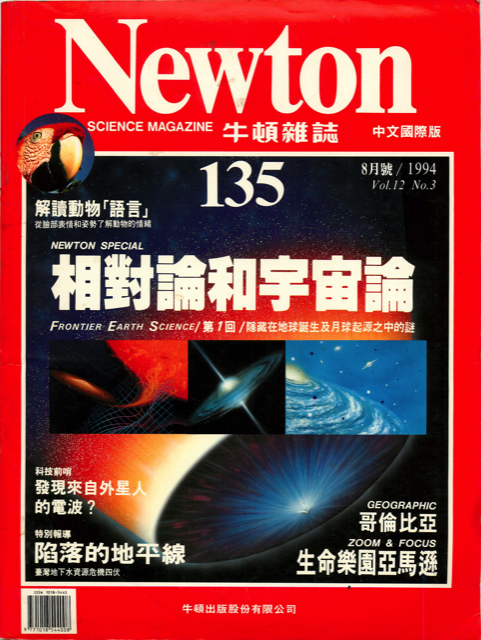 Newton
SCIENCE MAGAZINE 牛頓雜誌 中文國際版
135
8月號 / 1994
Vol.12 No.3
解讀動物「語言」
從臉部表情和姿勢了解動物的情緒
NEWTON SPECIAL
相對論和宇宙論
FRONTIER EARTH SCIENCE/第1回/隱藏在地球誕生及月球起源之中的謎
科技前哨
發現來自外星人
的電波？
特別報導
陷落的地平線
臺灣地下水資源危機四伏
GEOGRAPHIC
哥倫比亞
ZOOM & FOCUS
生命樂園亞馬遜
ISSN 1018-5445
9771018544008
牛頓出版股份有限公司